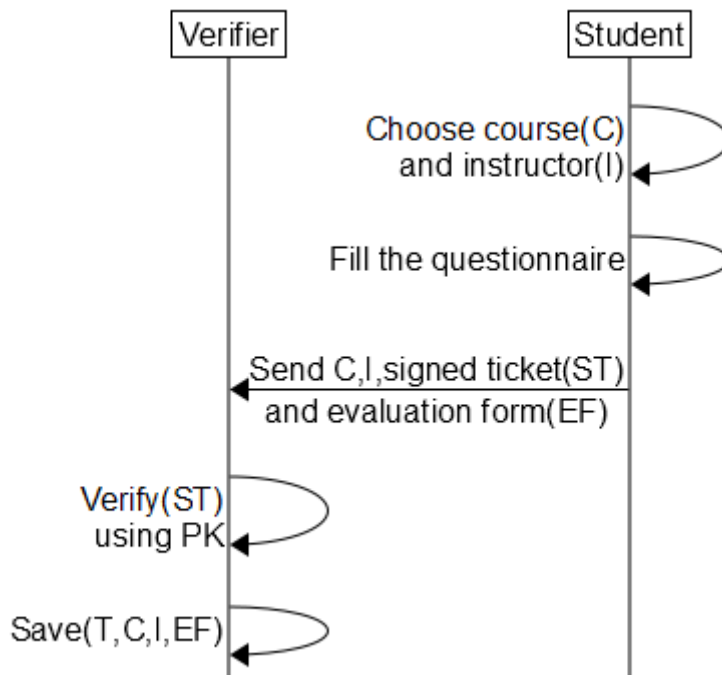 Verifier
Student
Choose course(C)
and instructor(I)
Fill the questionnaire
Send C,I,signed ticket(ST)
and evaluation form(EF)
Verify(ST)
using PK
Save(T,C,I,EF)